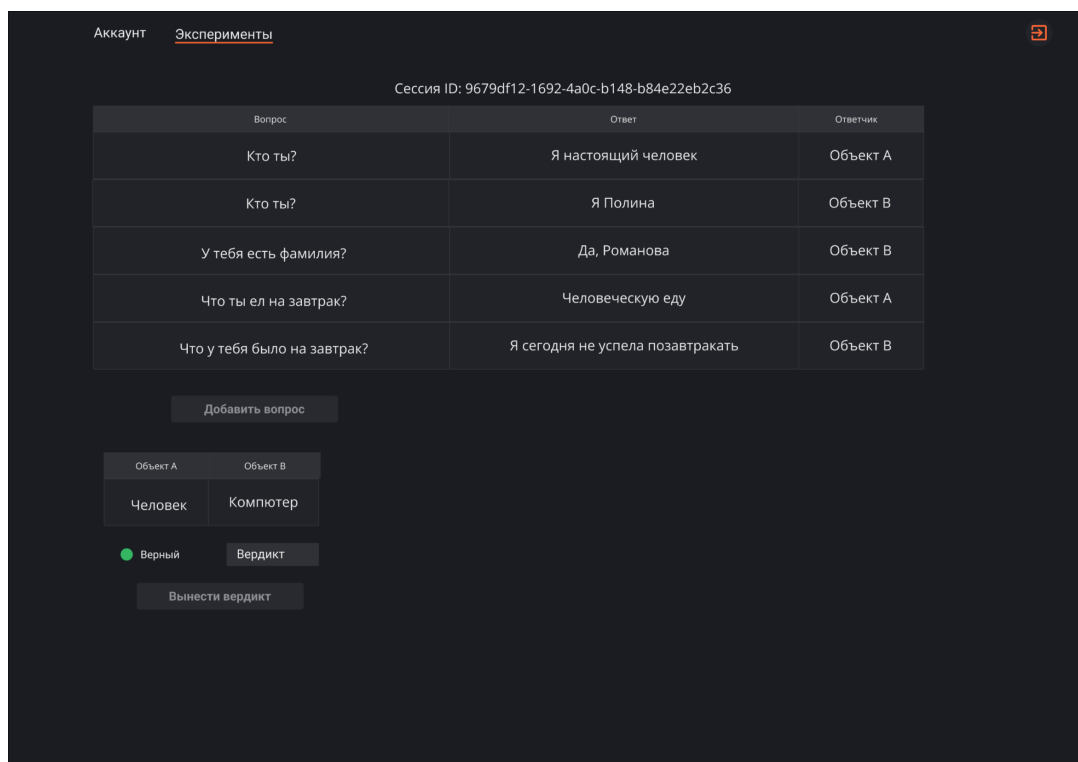 Аккаунт Эксперименты
Сессия ID: 9679df12-1692-4a0c-b148-b84e22eb2c36
Вопрос Ответ Ответчик
Кто ты? Я настоящий человек Объект А
Кто ты? Я Полина Объект В
У тебя есть фамилия? Да, Романова Объект В
Что ты ел на завтрак? Человеческую еду Объект А
Что у тебя было на завтрак? Я сегодня не успела позавтракать Объект В
Добавить вопрос
Объект А Объект В
Человек Компютер
Верный Вердикт
Вынести вердикт